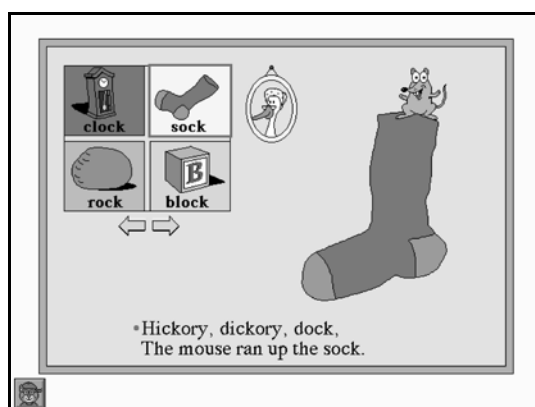 clock sock
B
rock block
Hickory, dickory, dock,
The mouse ran up the sock.